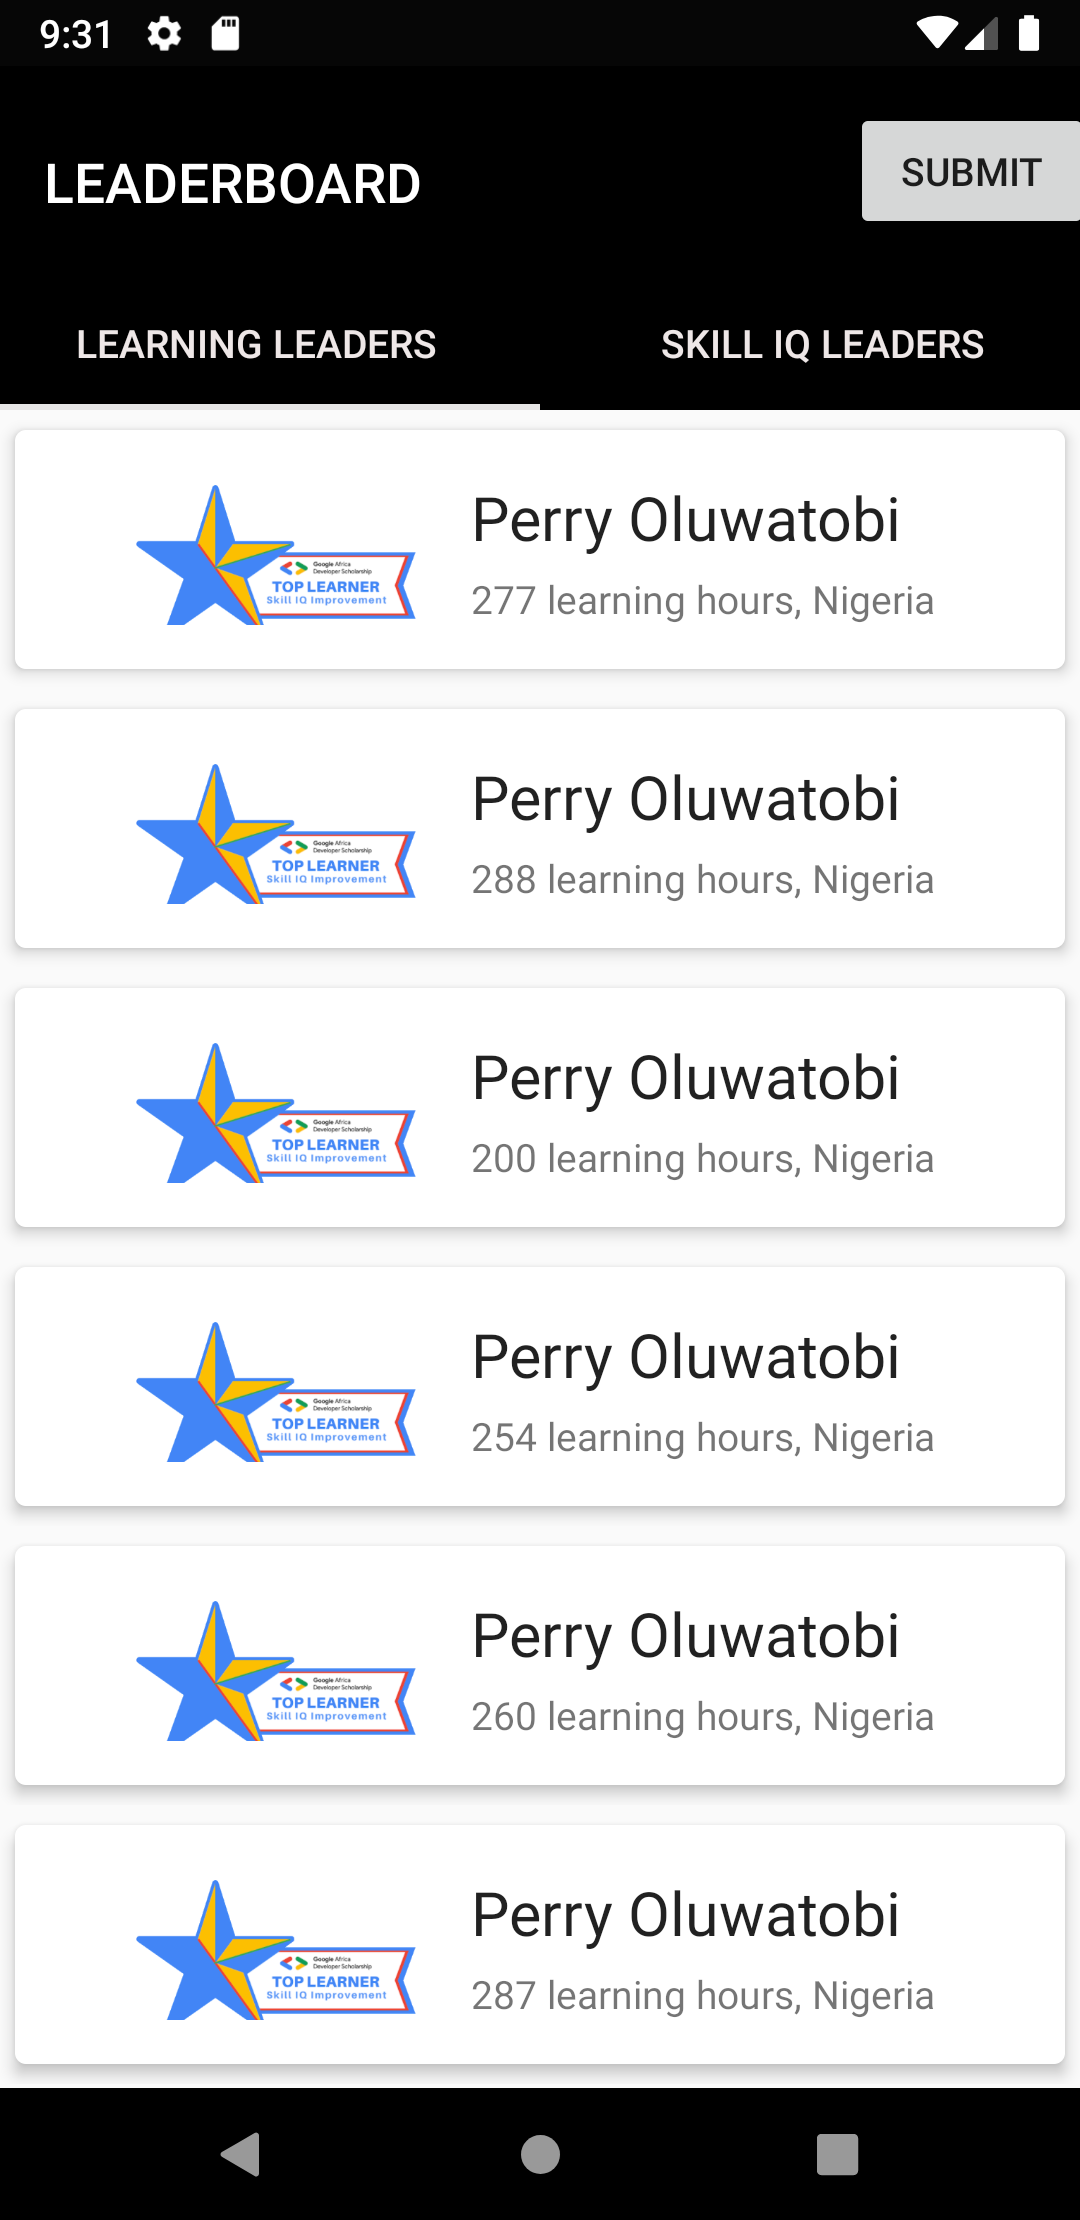 9:31
LEADERBOARD
SUBMIT
LEARNING LEADERS
SKILL IQ LEADERS
Google Africa
Developer Scholarship
TOP LEARNER
Skill IQ Improvement
Perry Oluwatobi
277 learning hours, Nigeria
Google Africa
Developer Scholarship
TOP LEARNER
Skill IQ Improvement
Perry Oluwatobi
288 learning hours, Nigeria
Google Africa
Developer Scholarship
TOP LEARNER
Skill IQ Improvement
Perry Oluwatobi
200 learning hours, Nigeria
Google Africa
Developer Scholarship
TOP LEARNER
Skill IQ Improvement
Perry Oluwatobi
254 learning hours, Nigeria
Google Africa
Developer Scholarship
TOP LEARNER
Skill IQ Improvement
Perry Oluwatobi
260 learning hours, Nigeria
Google Africa
Developer Scholarship
TOP LEARNER
Skill IQ Improvement
Perry Oluwatobi
287 learning hours, Nigeria